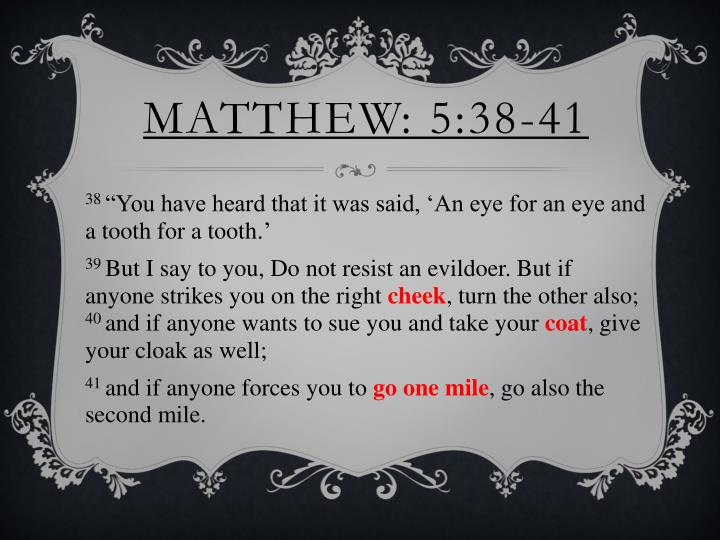 MATTHEW: 5:38-41
38 “You have heard that it was said, ‘An eye for an eye and
a tooth for a tooth.’
39 But I say to you, Do not resist an evildoer. But if
anyone strikes you on the right cheek, turn the other also;
40 and if anyone wants to sue you and take your coat, give
your cloak as well;
41 and if anyone forces you to go one mile, go also the
second mile.